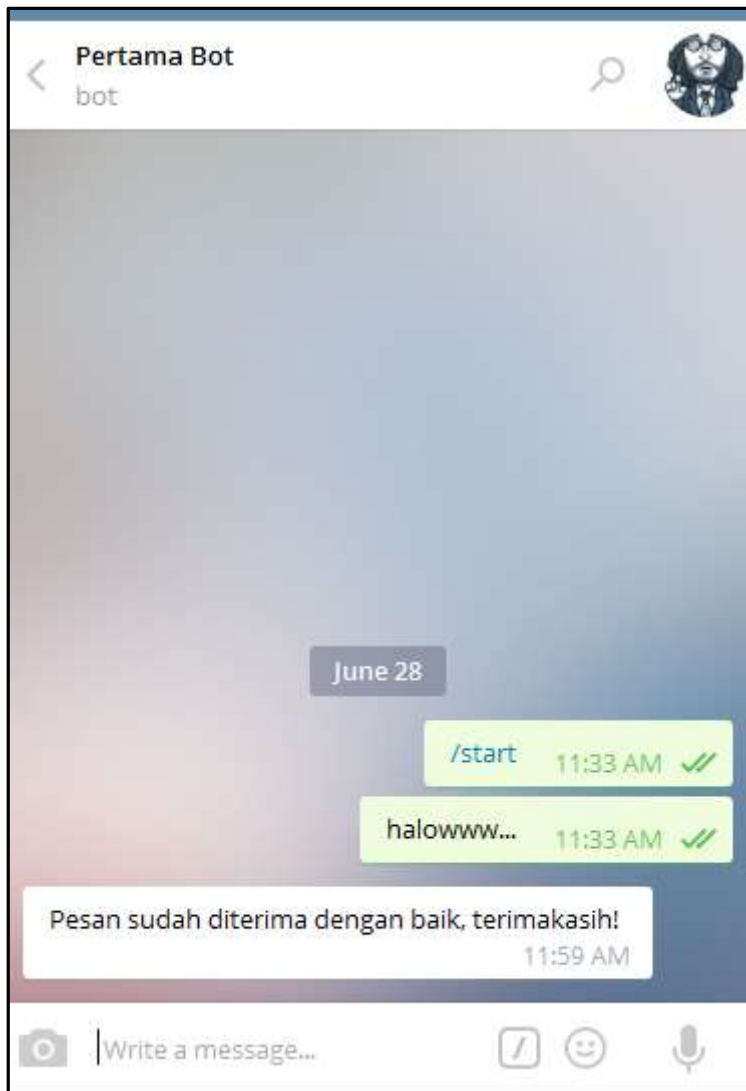 Pertama Bot
bot
June 28
/start 11:33 AM
halowww... 11:33 AM
Pesan sudah diterima dengan baik, terimakasih!
11:59 AM
Write a message...